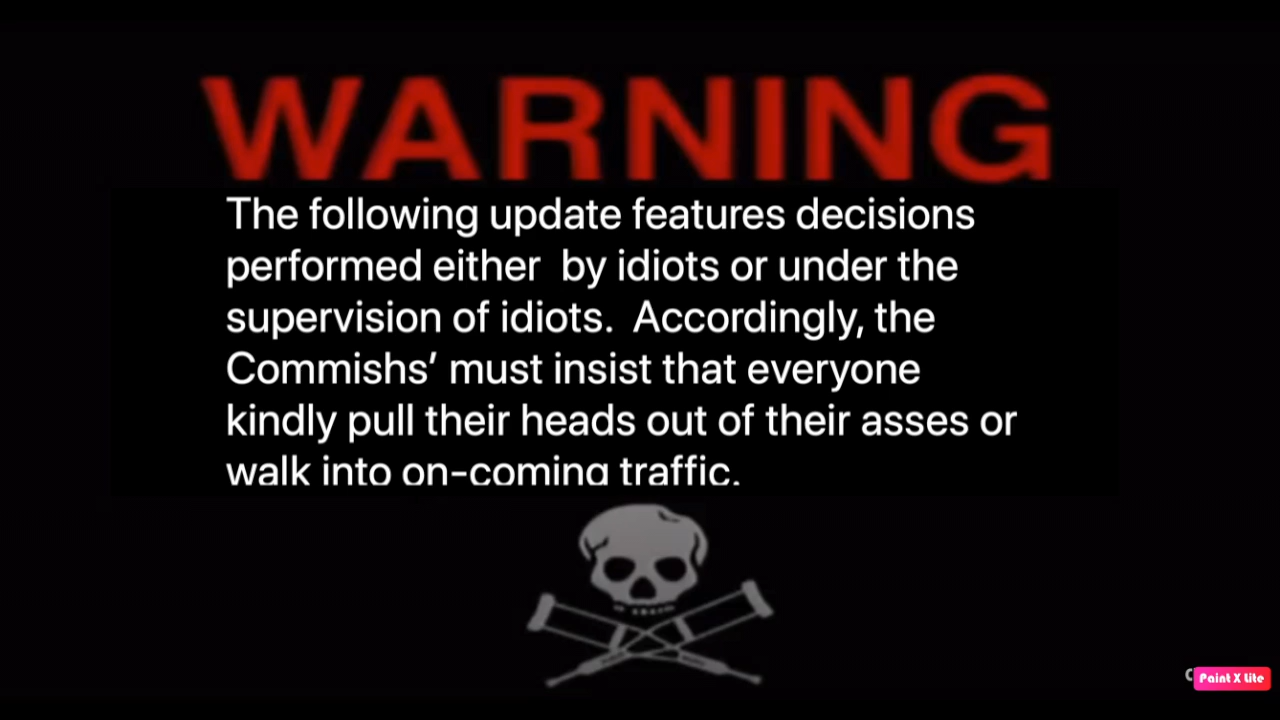 WARNING
The following update features decisions
performed either  by idiots or under the
supervision of idiots.  Accordingly, the
Commishs’ must insist that everyone
kindly pull their heads out of their asses or
walk into on-coming traffic.
Paint X Lite